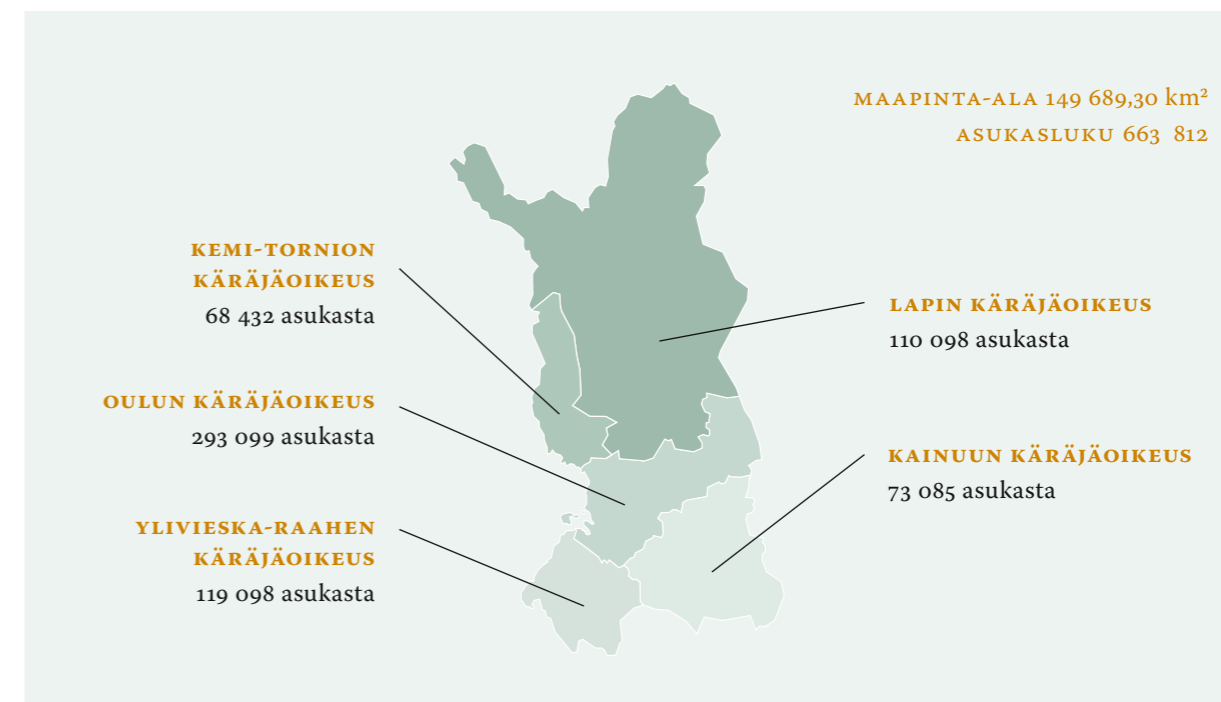 MAAPINTA-ALA 149 689,30 km²
ASUKASLUKU 663 812
KEMI-TORNION
KÄRÄJÄOIKEUS
68 432 asukasta
LAPIN KÄRÄJÄOIKEUS
110 098 asukasta
OULUN KÄRÄJÄOIKEUS
293 099 asukasta
KAINUUN KÄRÄJÄOIKEUS
73 085 asukasta
YLIVIESKA-RAAHEN
KÄRÄJÄOIKEUS
119 098 asukasta